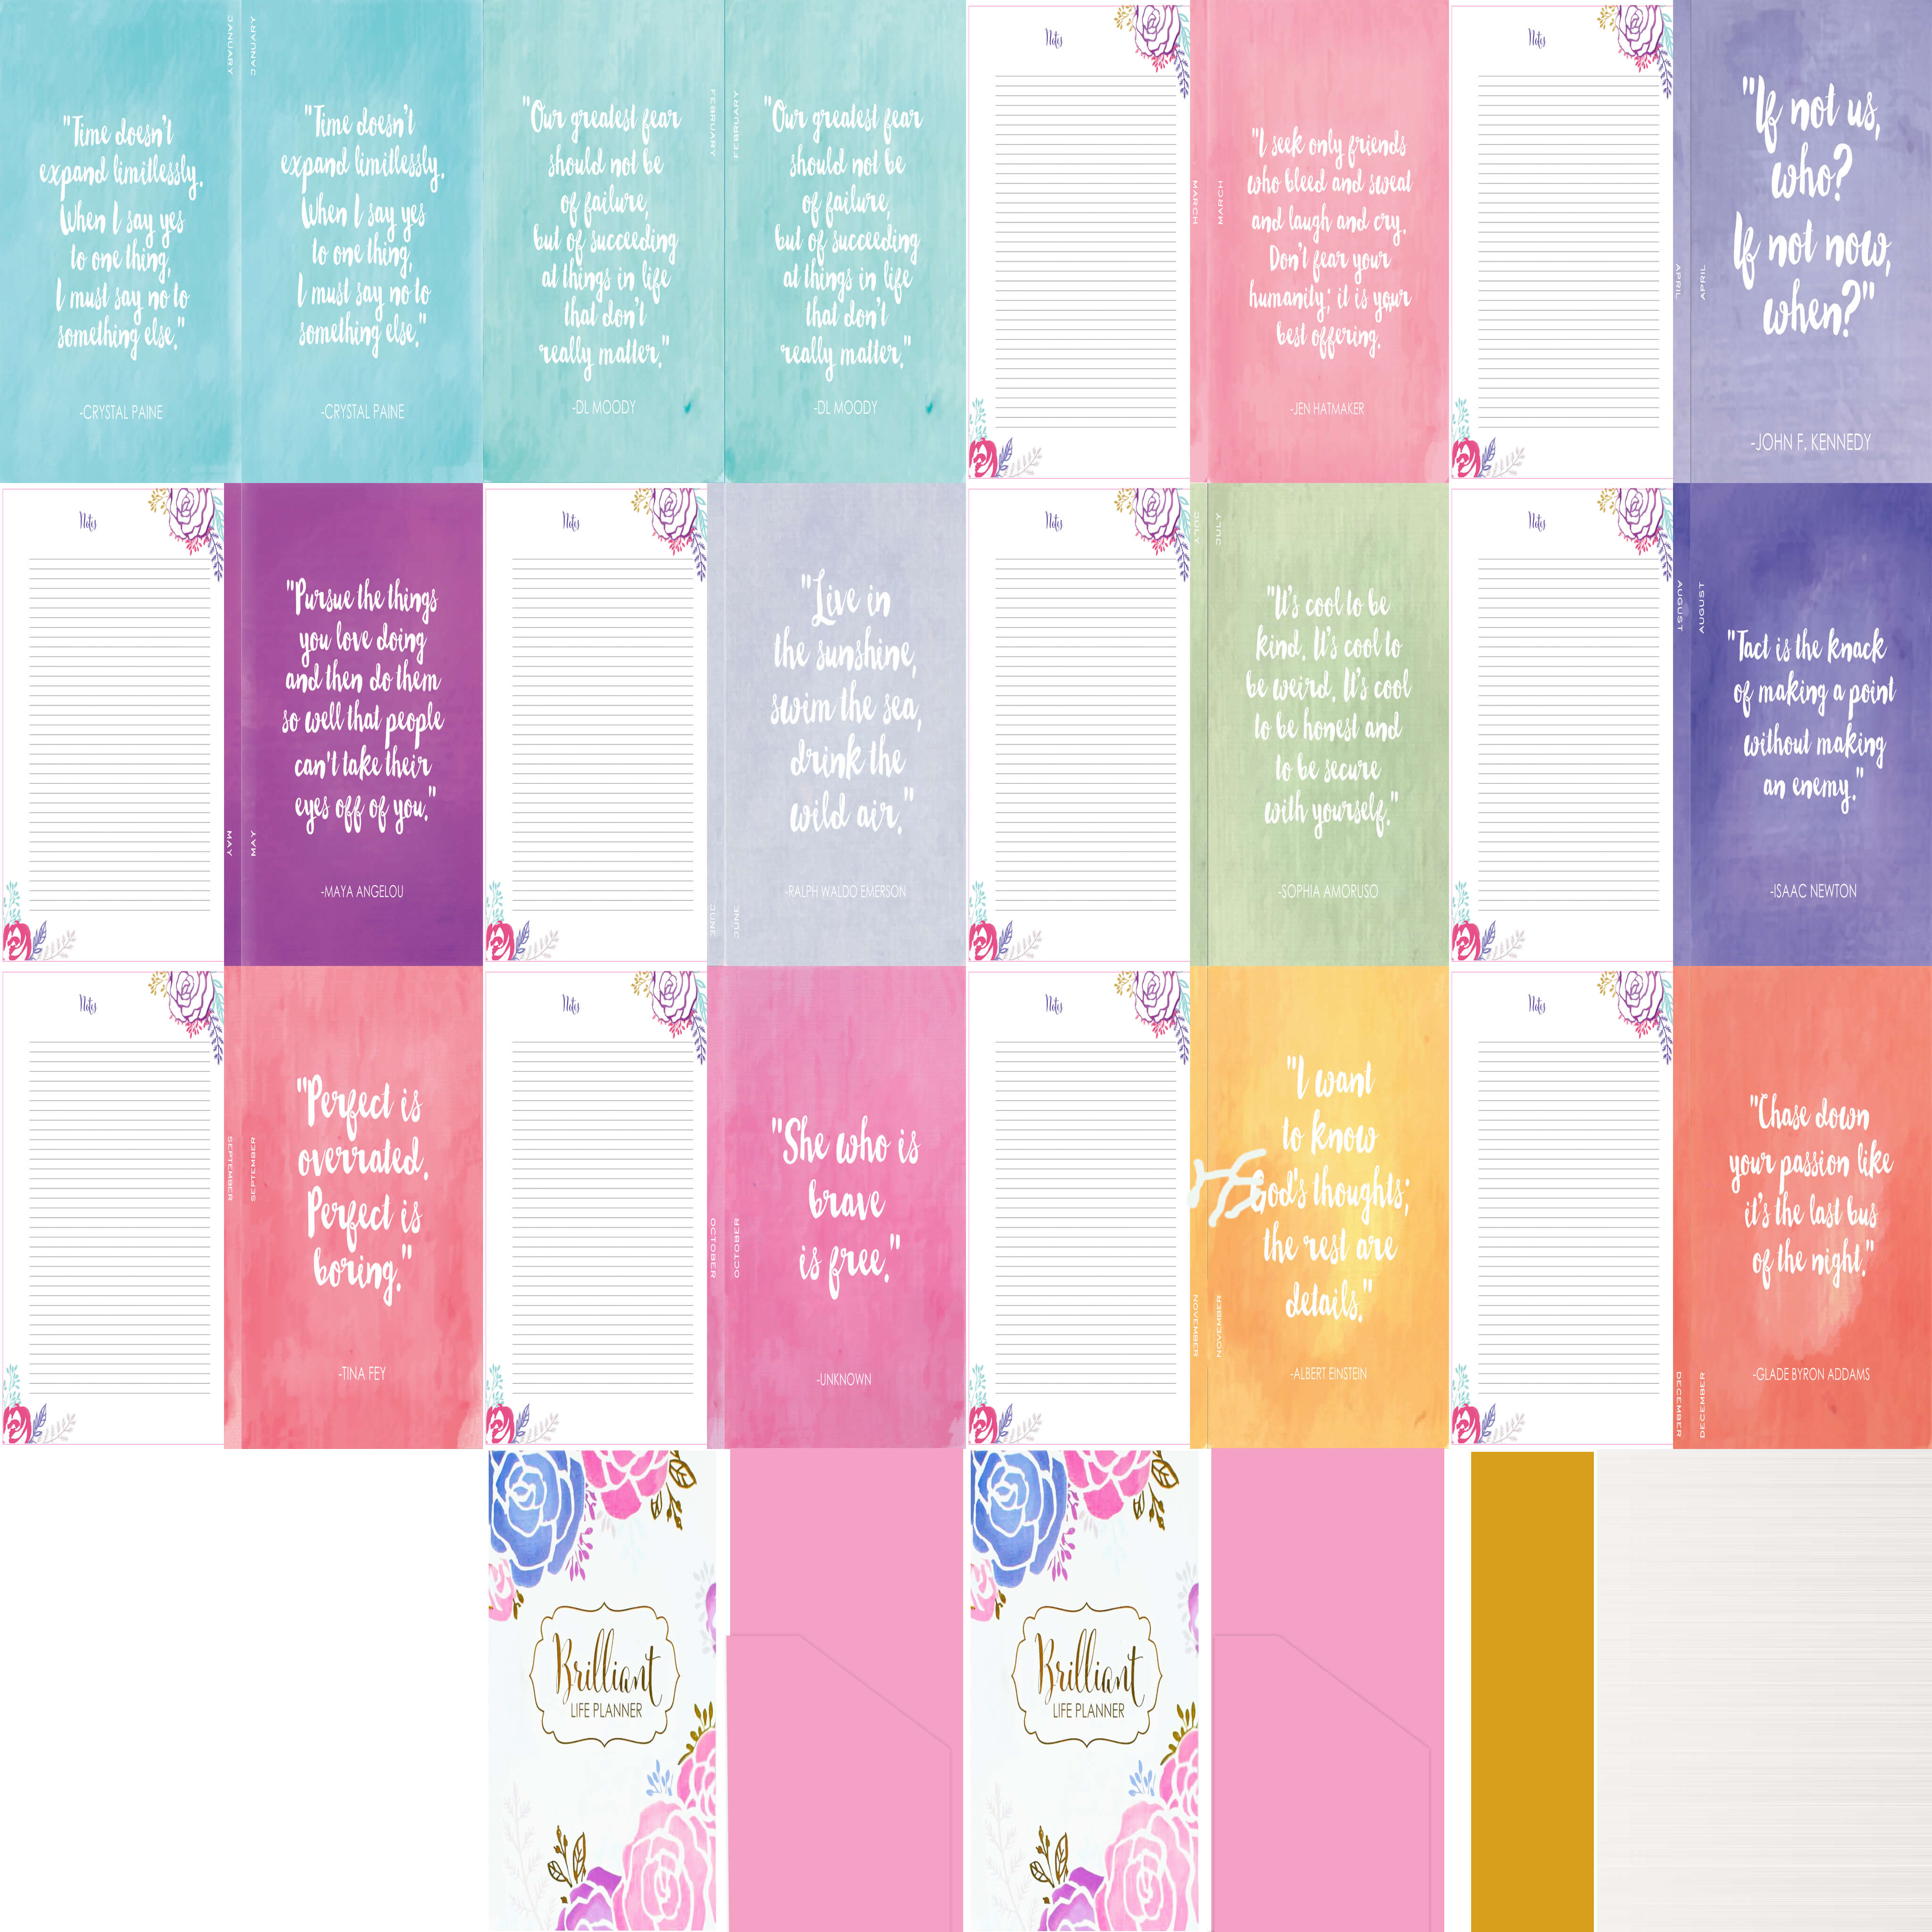 JANUARY
JANUARY
"Time doesn't
expand limitlessly.
When I say yes
to one thing,
I must say no to
something else."
-CRYSTAL PAINE
"Time doesn't
expand limitlessly.
When I say yes
to one thing,
I must say no to
something else."
-CRYSTAL PAINE
FEBRUARY
FEBRUARY
"Our greatest fear
should not be
of failure,
but of succeeding
at things in life
that don't
really matter."
-DL MOODY
"Our greatest fear
should not be
of failure,
but of succeeding
at things in life
that don't
really matter."
-DL MOODY
Notes
MARCH
MARCH
"I seek only friends
who bleed and sweat
and laugh and cry.
Don't fear your
humanity; it is your
best offering.
-JEN HATMAKER
Notes
APRIL
APRIL
"If not us,
who?
If not now,
when?"
-JOHN F. KENNEDY
Notes
MAY
MAY
"Pursue the things
you love doing
and then do them
so well that people
can't take their
eyes off of you."
-MAYA ANGELOU
Notes
JUNE
JUNE
"Live in
the sunshine,
swim the sea,
drink the
wild air."
-RALPH WALDO EMERSON
Notes
JULY
JULY
"It's cool to be
kind. It's cool to
be weird. It's cool
to be honest and
to be secure
with yourself."
-SOPHIA AMORUSO
Notes
AUGUST
AUGUST
"Tact is the knack
of making a point
without making
an enemy."
-ISAAC NEWTON
Notes
SEPTEMBER
SEPTEMBER
"Perfect is
overrated.
Perfect is
boring."
-TINA FEY
Notes
OCTOBER
OCTOBER
"She who is
brave
is free."
-UNKNOWN
Notes
NOVEMBER
NOVEMBER
"I want
to know
God's thoughts;
the rest are
details."
-ALBERT EINSTEIN
Notes
DECEMBER
DECEMBER
"Chase down
your passion like
it's the last bus
of the night."
-GLADE BYRON ADDAMS
Brilliant
LIFE PLANNER
Brilliant
LIFE PLANNER